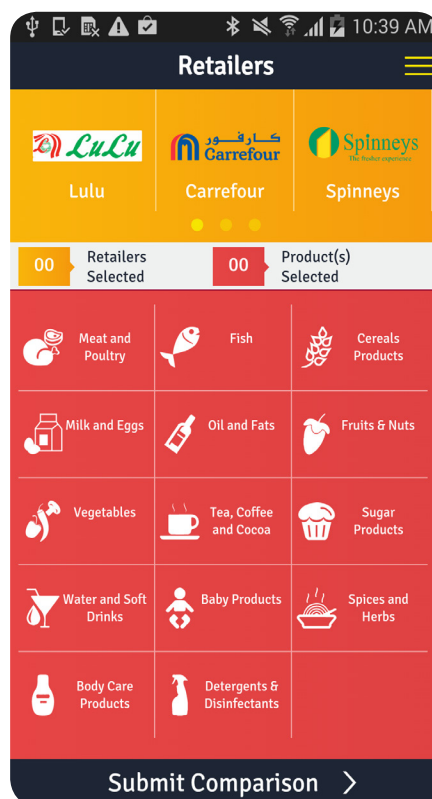 10:39 AM
Retailers
LuLu
كارفور
Carrefour
Spinneys
The fresher experience
Lulu
Carrefour
Spinneys
00
Retailers
Selected
00
Product(s)
Selected
Meat and
Poultry
Fish
Cereals
Products
Milk and Eggs
Oil and Fats
Fruits & Nuts
Vegetables
Tea, Coffee
and Cocoa
Sugar
Products
Water and Soft
Drinks
Baby Products
Spices and
Herbs
Body Care
Products
Detergents &
Disinfectants
Submit Comparison